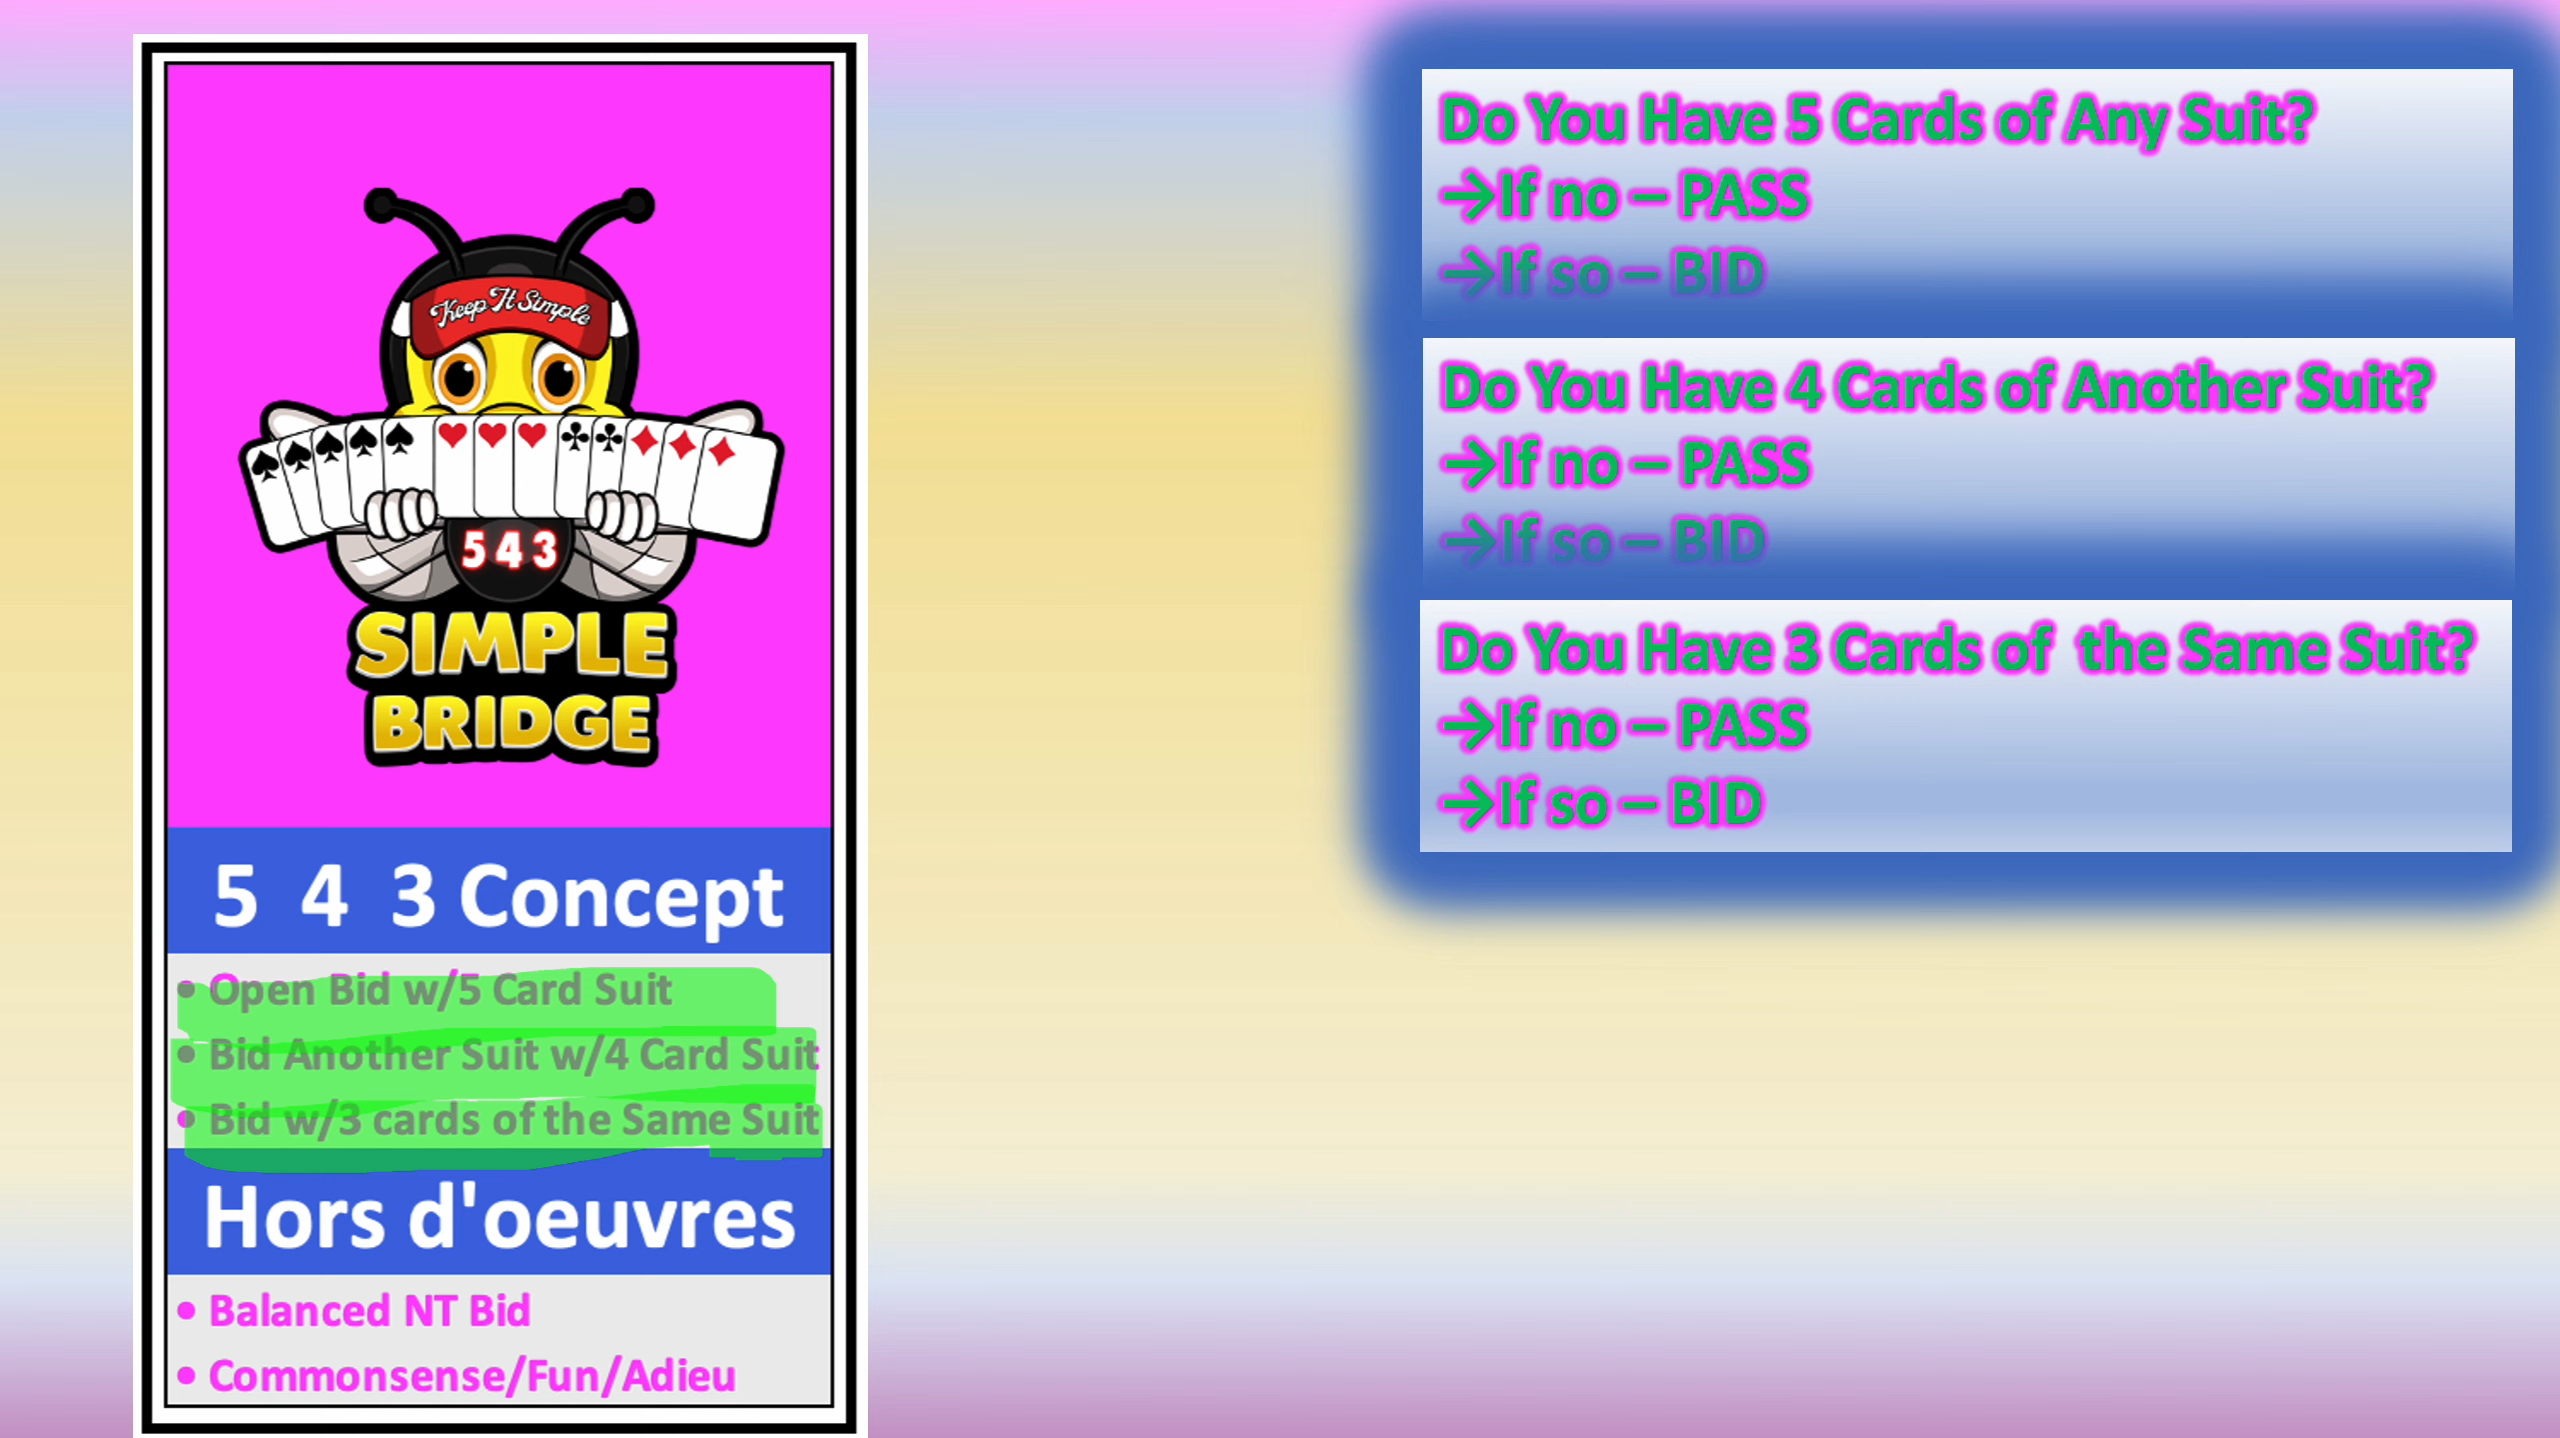 Keep It Simple
5 4 3
SIMPLE
BRIDGE
5 4 3 Concept
• Open Bid w/5 Card Suit
• Bid Another Suit w/4 Card Suit
• Bid w/3 cards of the Same Suit
Hors d'oeuvres
• Balanced NT Bid
• Commonsense/Fun/Adieu
Do You Have 5 Cards of Any Suit?
→If no – PASS
→If so – BID
Do You Have 4 Cards of Another Suit?
→If no – PASS
→If so – BID
Do You Have 3 Cards of the Same Suit?
→If no – PASS
→If so – BID